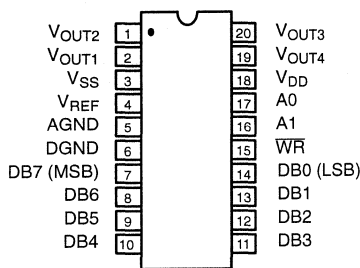 VOUT2 1 20 VOUT3
VOUT1 2 19 VOUT4
VSS 3 18 VDD
VREF 4 17 A0
AGND 5 16 A1
DGND 6 15 W̅R̅
DB7 (MSB) 7 14 DB0 (LSB)
DB6 8 13 DB1
DB5 9 12 DB2
DB4 10 11 DB3